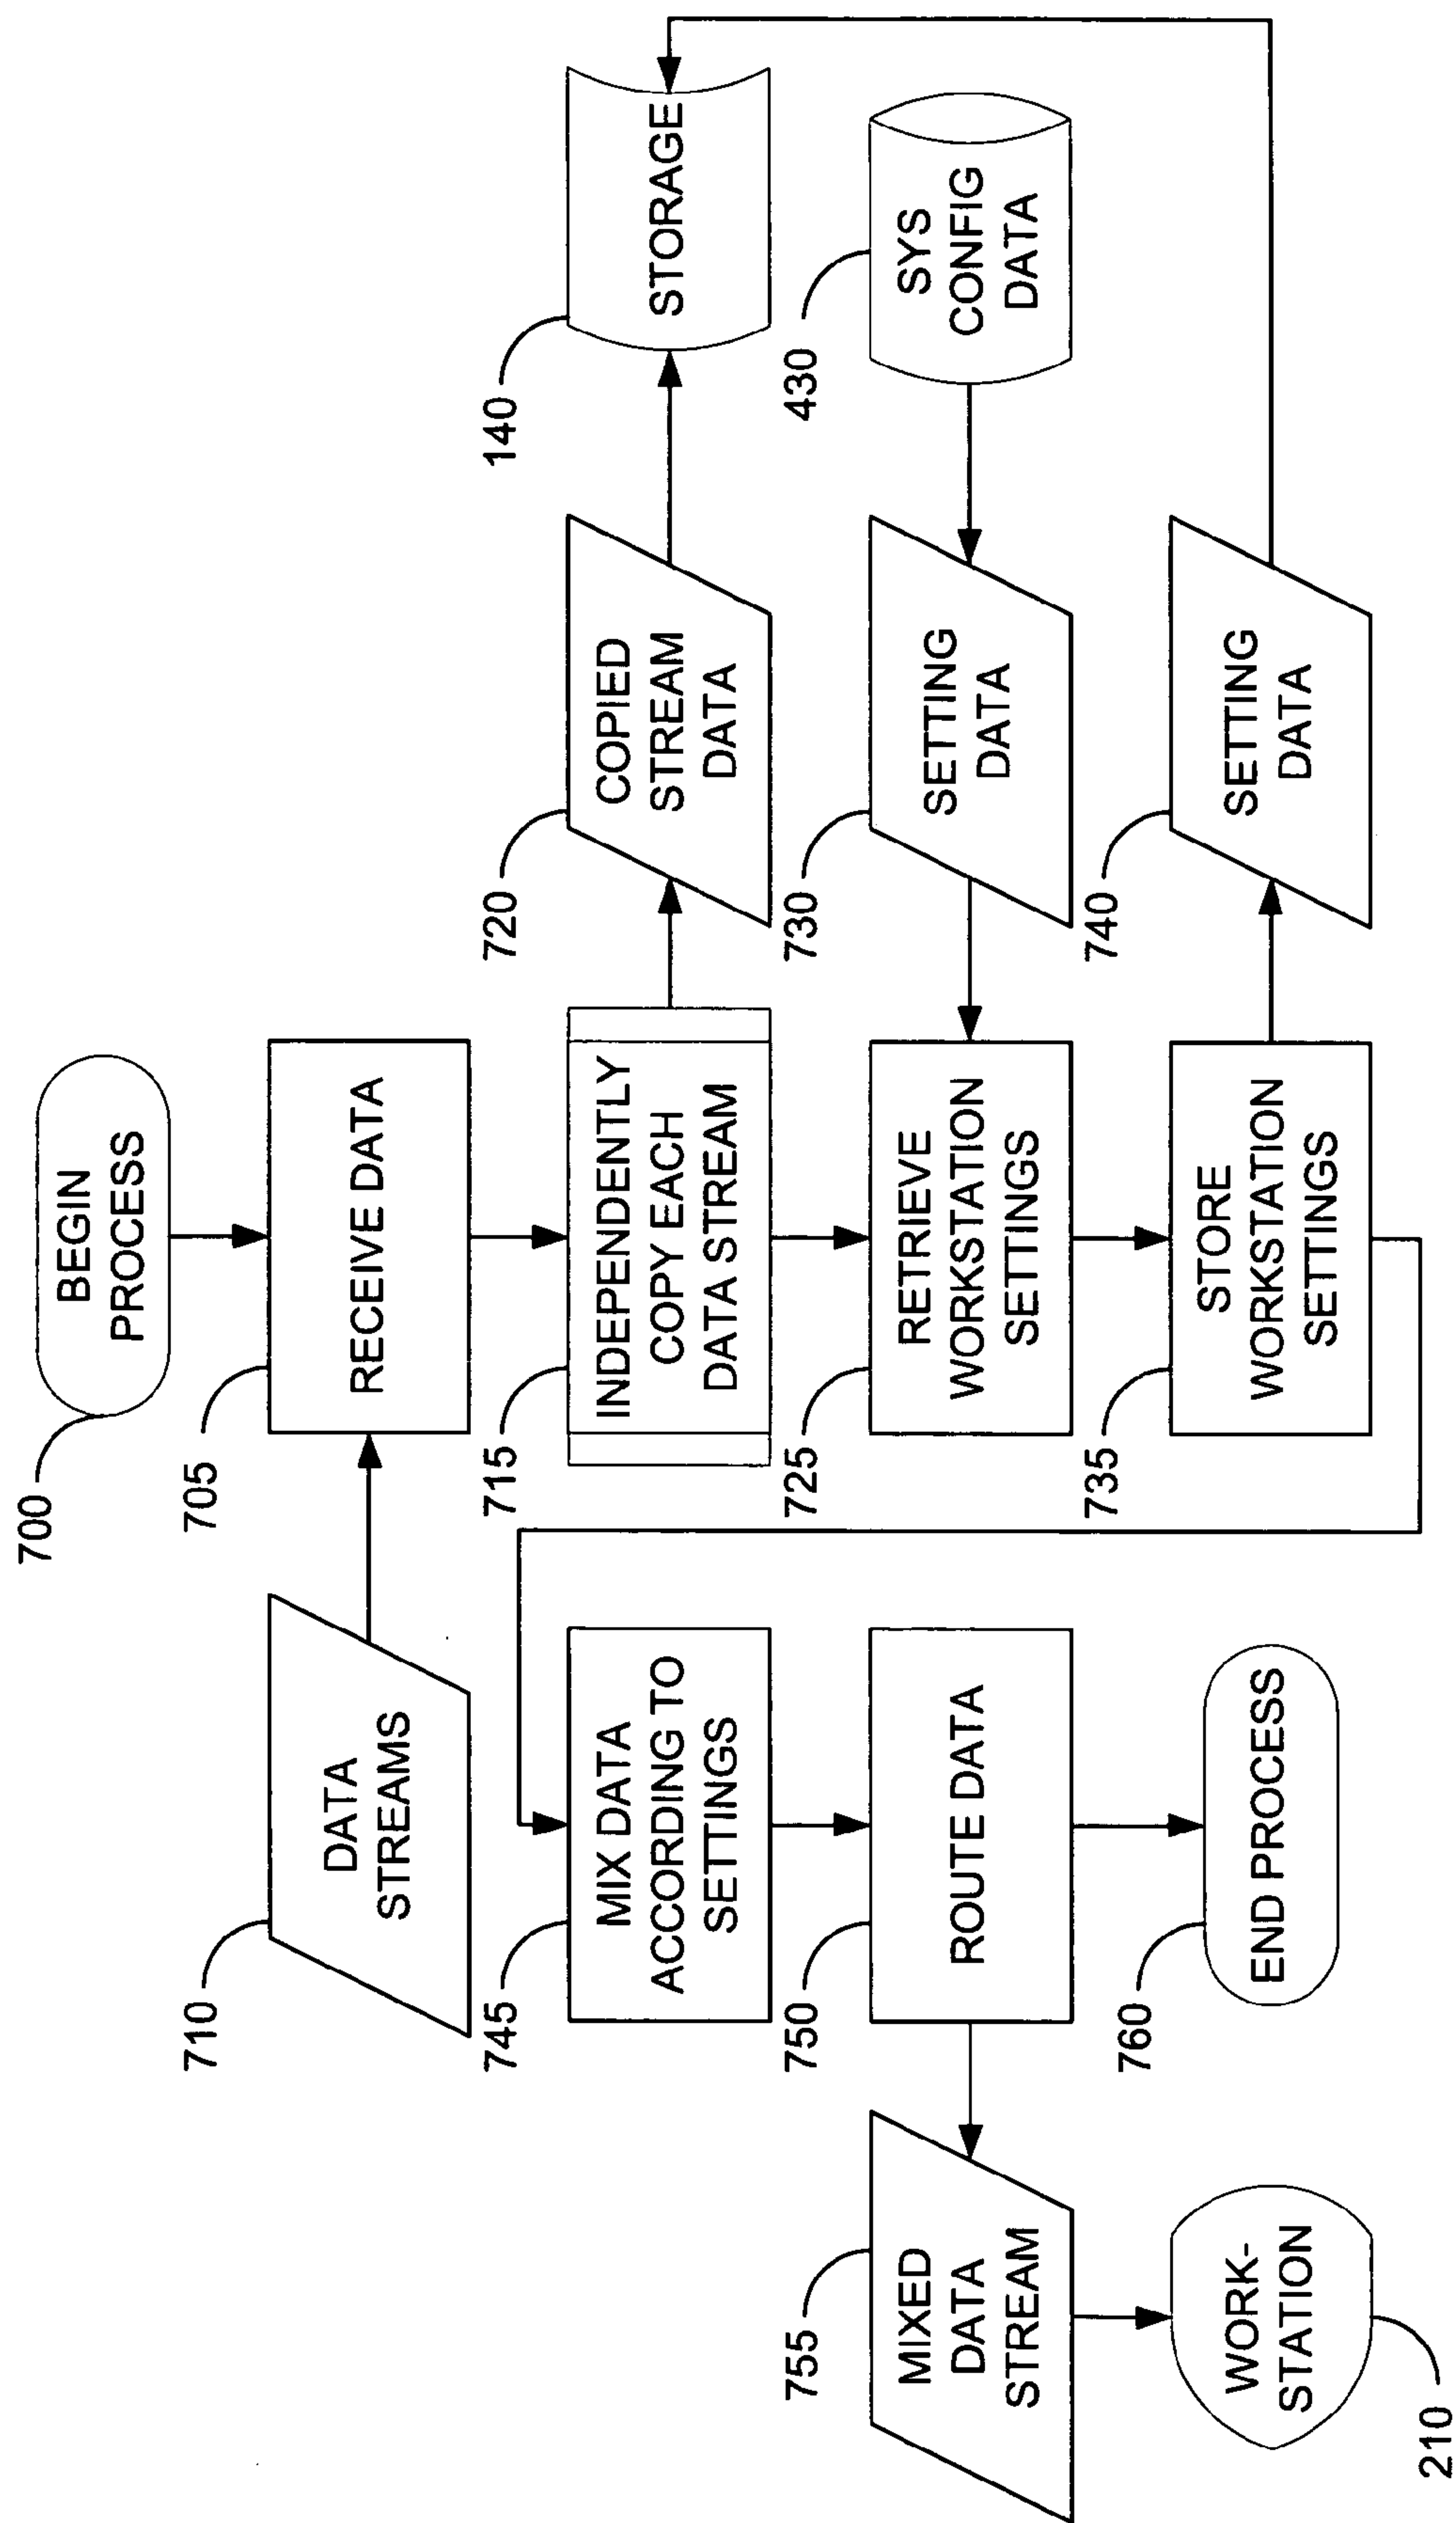 700
BEGIN
PROCESS
705
RECEIVE DATA
710
DATA
STREAMS
715
INDEPENDENTLY
COPY EACH
DATA STREAM
720
COPIED
STREAM
DATA
140
STORAGE
725
RETRIEVE
WORKSTATION
SETTINGS
730
SETTING
DATA
430
SYS
CONFIG
DATA
735
STORE
WORKSTATION
SETTINGS
740
SETTING
DATA
745
MIX DATA
ACCORDING TO
SETTINGS
750
ROUTE DATA
755
MIXED
DATA
STREAM
760
END PROCESS
WORK-
STATION
210